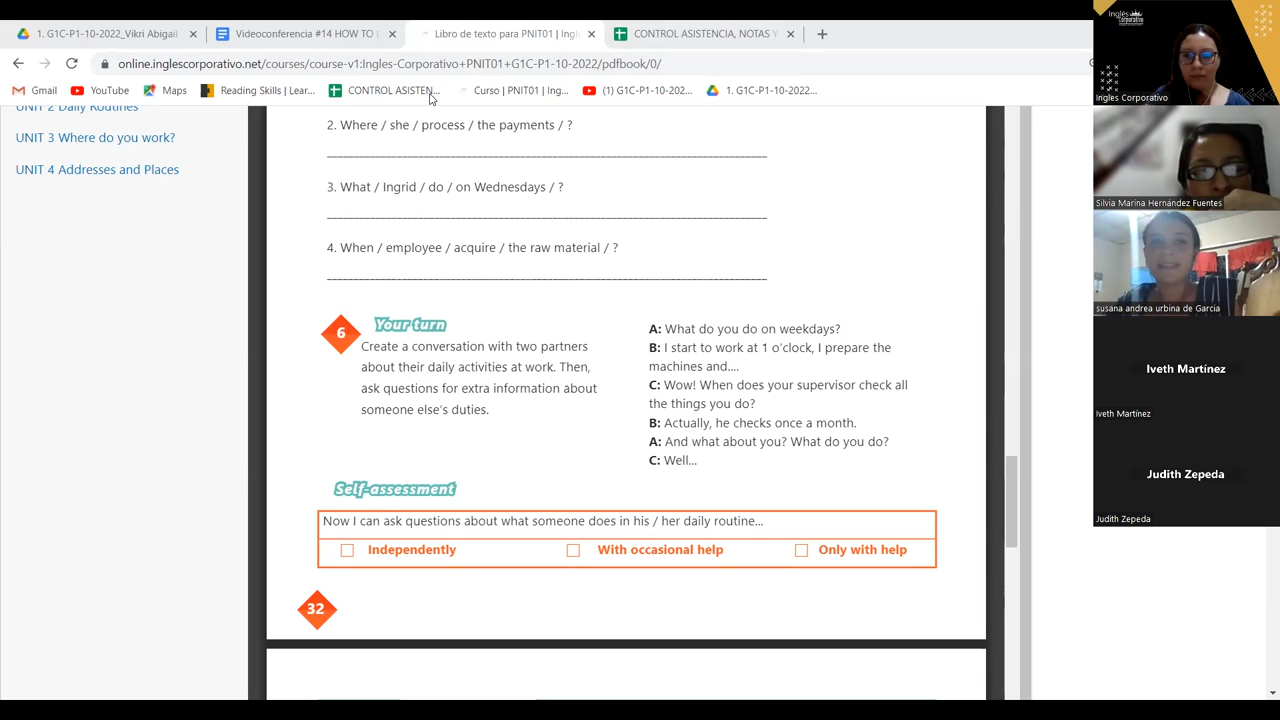 1. G1C-P1-10-2022_Vikri Abigail
Videoconferencia #14 HOW TO U
Libro de texto para PNIT01 | Ingl
CONTROL ASISTENCIA, NOTAS Y
online.inglescorporativo.net/courses/course-v1:Ingles-Corporativo+PNIT01+G1C-P1-10-2022/pdfbook/0/
Gmail
YouTube
Maps
Reading Skills | Lear...
CONTROL ASISTEN...
Curso | PNIT01 | Ing...
(1) G1C-P1-10-202...
1. G1C-P1-10-2022...
UNIT 2 Daily Routines
UNIT 3 Where do you work?
UNIT 4 Addresses and Places
2. Where / she / process / the payments / ?
3. What / Ingrid / do / on Wednesdays / ?
4. When / employee / acquire / the raw material / ?
6
Your turn
Create a conversation with two partners
about their daily activities at work. Then,
ask questions for extra information about
someone else's duties.
A: What do you do on weekdays?
B: I start to work at 1 o'clock, I prepare the
machines and....
C: Wow! When does your supervisor check all
the things you do?
B: Actually, he checks once a month.
A: And what about you? What do you do?
C: Well...
Self-assessment
Now I can ask questions about what someone does in his / her daily routine...
Independently
With occasional help
Only with help
32
Inglés
Corporativo
Ingles Corporativo
Silvia Marina Hernández Fuentes
susana andrea urbina de Garcia
Iveth Martínez
Iveth Martínez
Judith Zepeda
Judith Zepeda